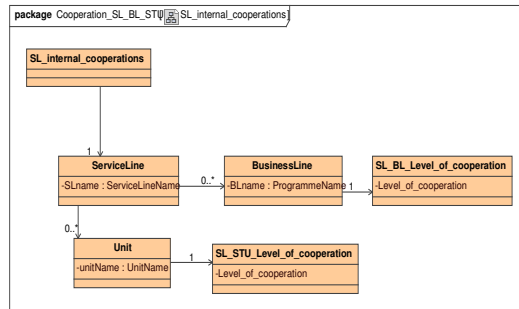 package Cooperation_SL_BL_STU[ SL_internal_cooperations]
SL_internal_cooperations
1
ServiceLine
-SLname : ServiceLineName
0..*
BusinessLine
-BLname : ProgrammeName
1
SL_BL_Level_of_cooperation
-Level_of_cooperation
0..*
Unit
-unitName : UnitName
1
SL_STU_Level_of_cooperation
-Level_of_cooperation